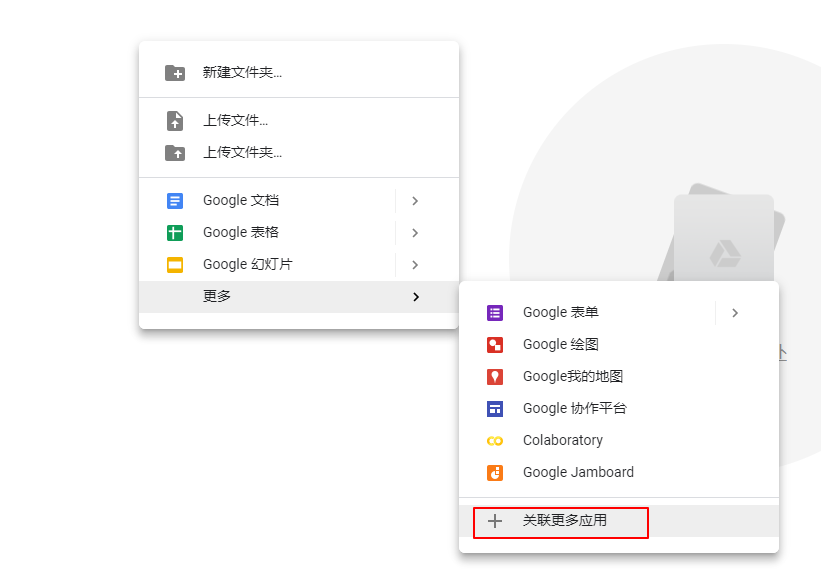 新建文件夹...
上传文件...
上传文件夹...
Google 文档
Google 表格
Google 幻灯片
更多
Google 表单
Google 绘图
Google我的地图
Google 协作平台
Colaboratory
Google Jamboard
关联更多应用